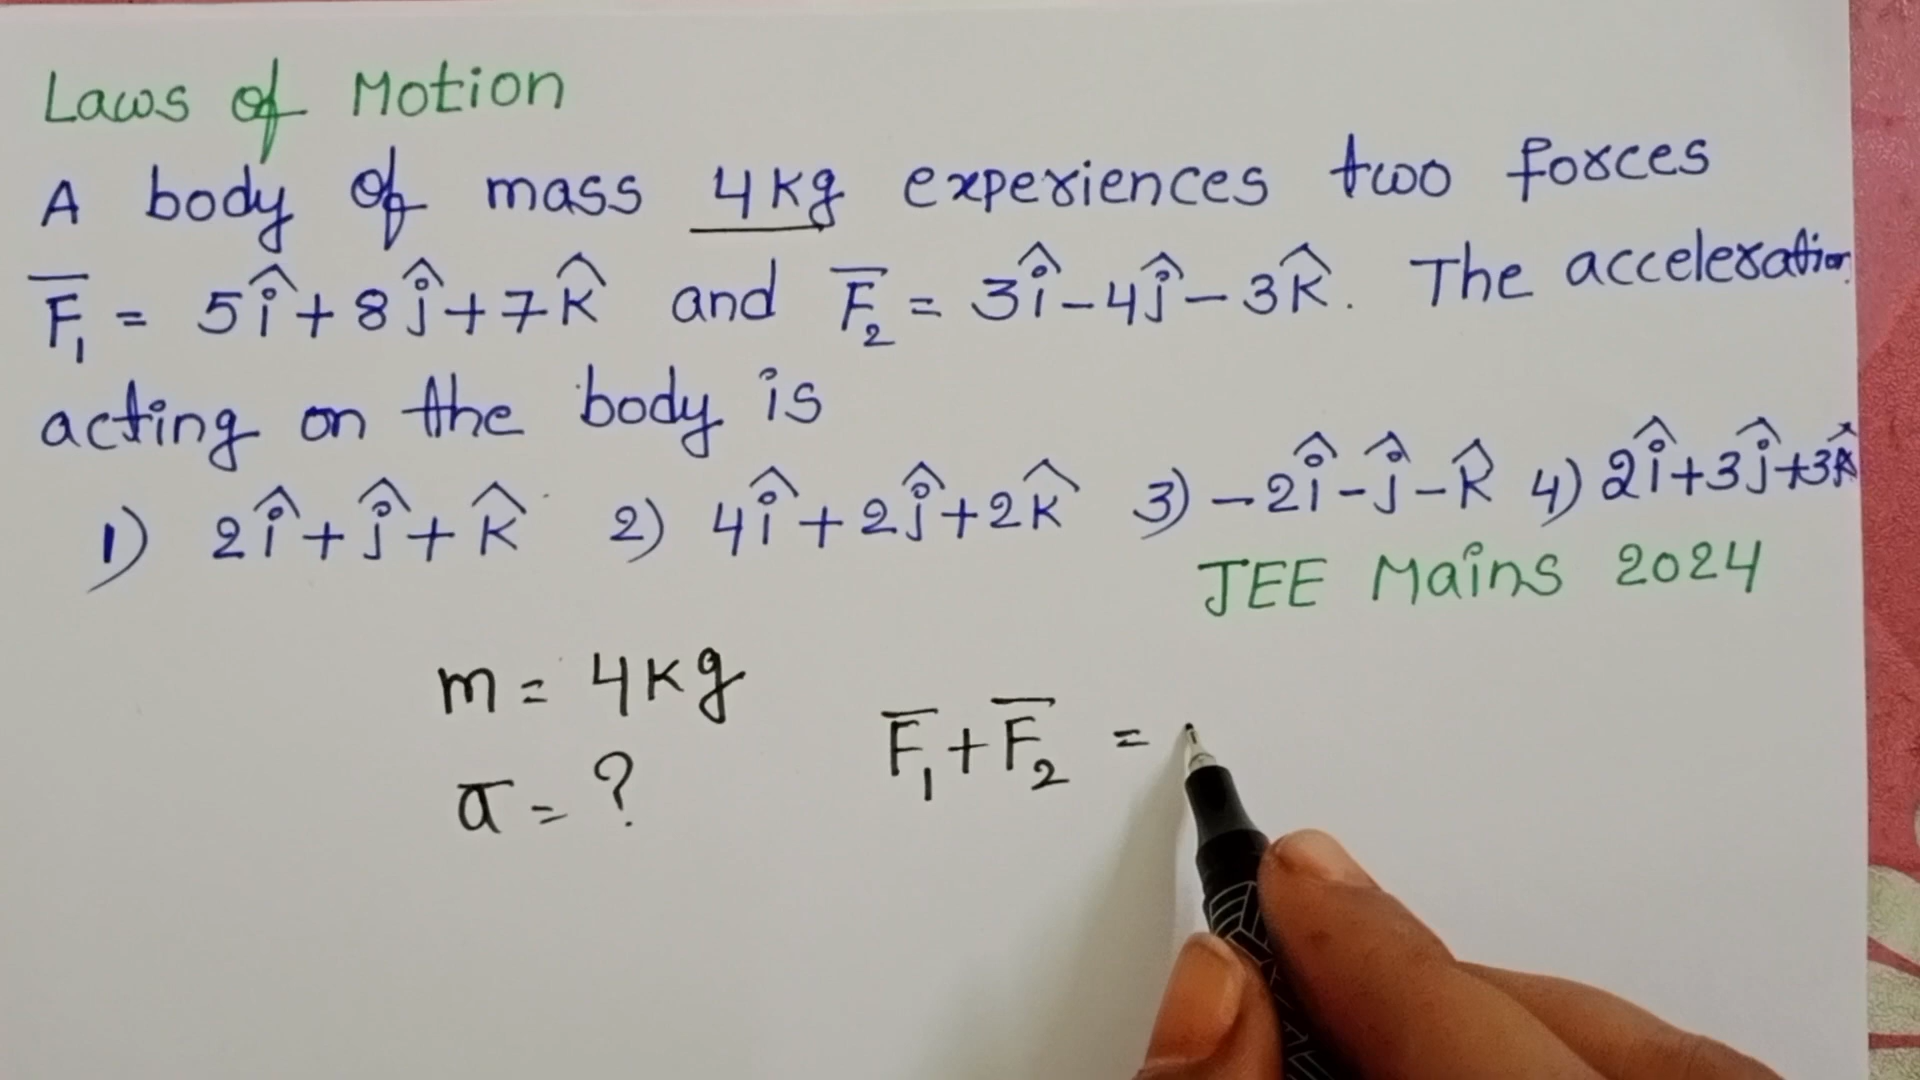 Laws of Motion
A body of mass 4kg experiences two forces
F̅₁ = 5î + 8ĵ + 7k̂ and F̅₂ = 3î - 4ĵ - 3k̂. The acceleration
acting on the body is
1) 2î + ĵ + k̂ 2) 4î + 2ĵ + 2k̂ 3) -2î - ĵ - k̂ 4) 2î + 3ĵ + 3k̂
JEE Mains 2024
m = 4kg
F̅₁ + F̅₂ =
a̅ = ?